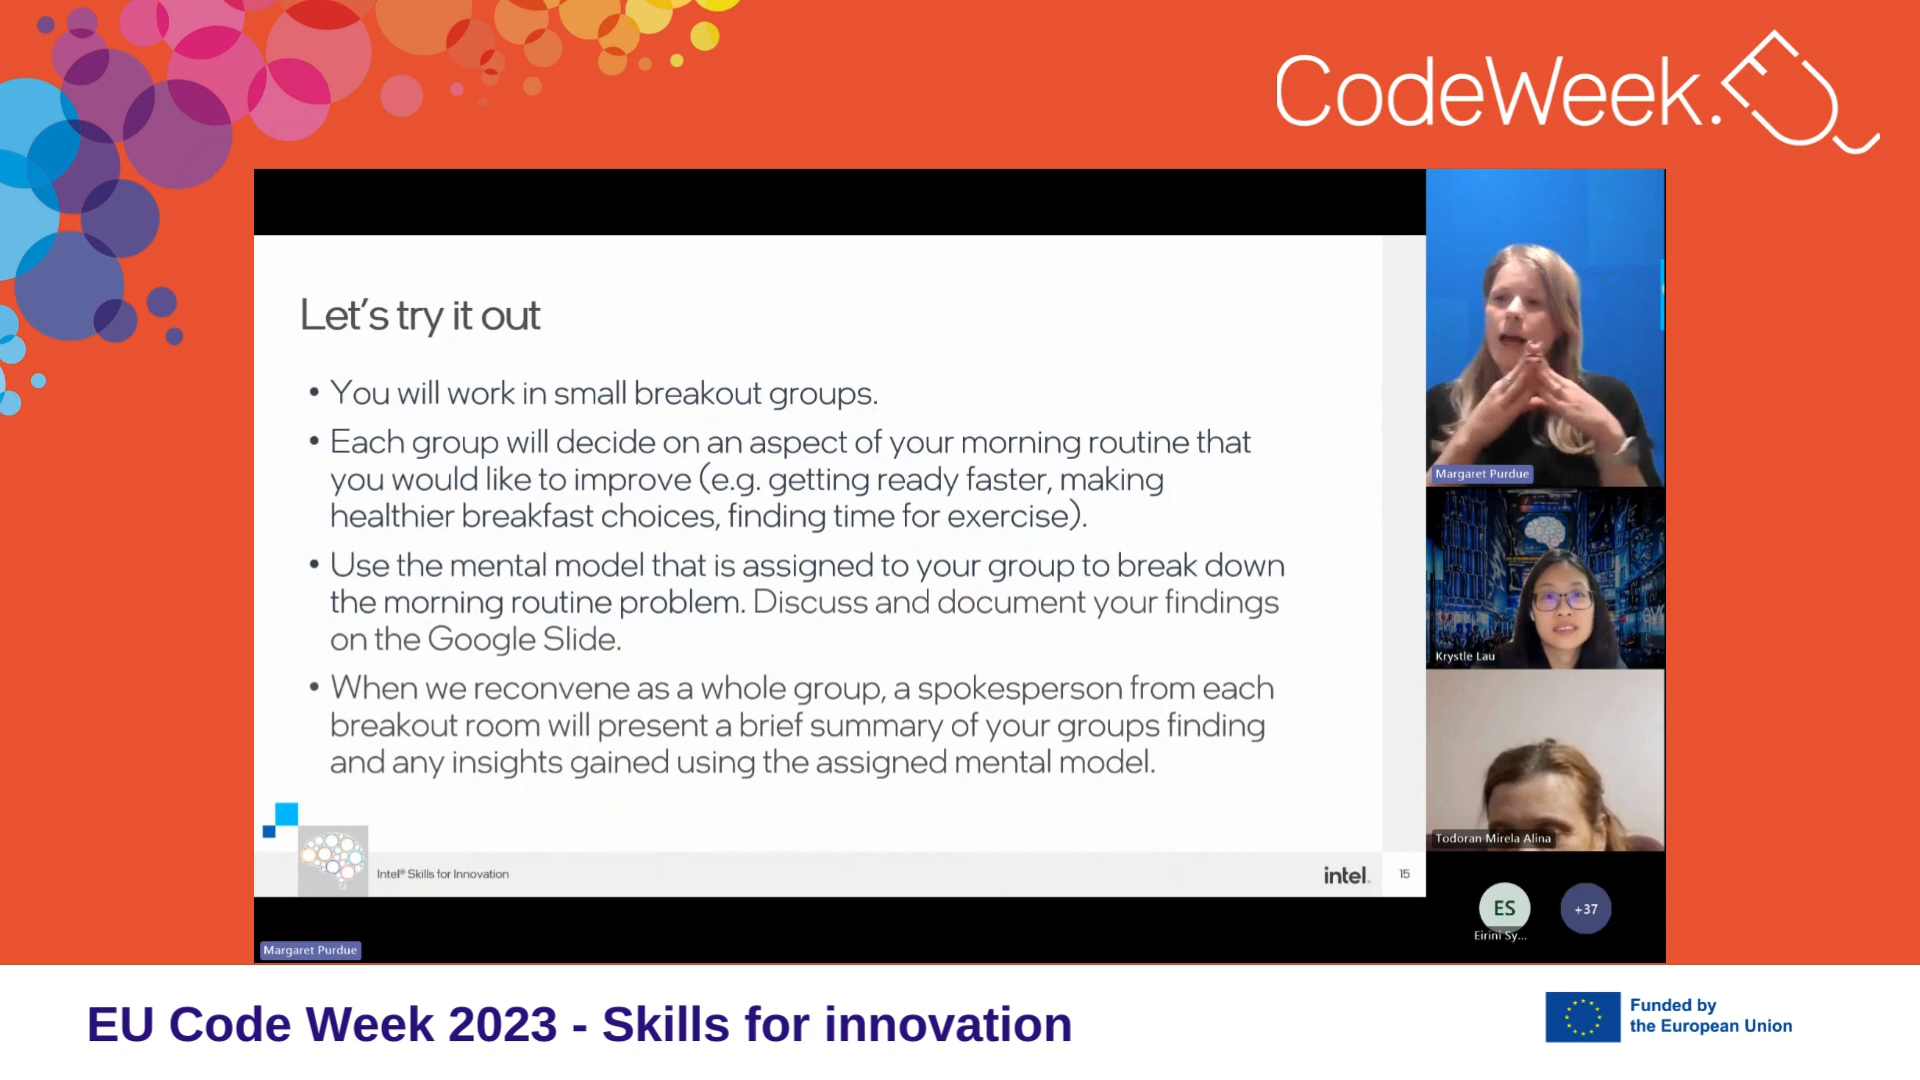 CodeWeek.EU
Let's try it out
• You will work in small breakout groups.
• Each group will decide on an aspect of your morning routine that
you would like to improve (e.g. getting ready faster, making
healthier breakfast choices, finding time for exercise).
• Use the mental model that is assigned to your group to break down
the morning routine problem. Discuss and document your findings
on the Google Slide.
• When we reconvene as a whole group, a spokesperson from each
breakout room will present a brief summary of your groups finding
and any insights gained using the assigned mental model.
Intel® Skills for Innovation
intel.
15
Margaret Purdue
Krystle Lau
Todoran Mirela Alina
ES
Eirini Sy...
+37
Margaret Purdue
EU Code Week 2023 - Skills for innovation
Funded by
the European Union